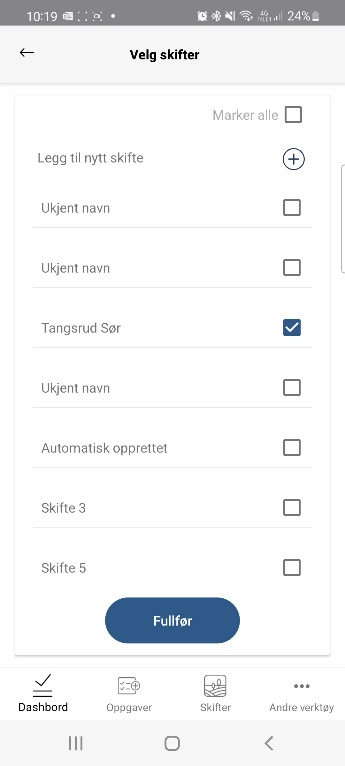 10:19
24%
Velg skifter
Marker alle
Legg til nytt skifte
Ukjent navn
Ukjent navn
Tangsrud Sør
Ukjent navn
Automatisk opprettet
Skifte 3
Skifte 5
Fullfør
Dashbord
Oppgaver
Skifter
Andre verktøy